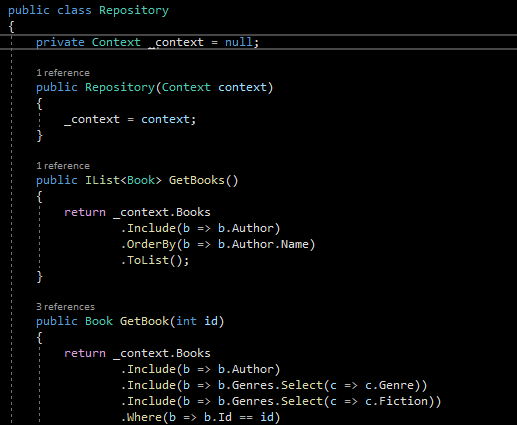 public class Repository
{
private Context _context = null;
1 reference
public Repository(Context context)
{
_context = context;
}
1 reference
public IList<Book> GetBooks()
{
return _context.Books
.Include(b => b.Author)
.OrderBy(b => b.Author.Name)
.ToList();
}
3 references
public Book GetBook(int id)
{
return _context.Books
.Include(b => b.Author)
.Include(b => b.Genres.Select(c => c.Genre))
.Include(b => b.Genres.Select(c => c.Fiction))
.Where(b => b.Id == id)